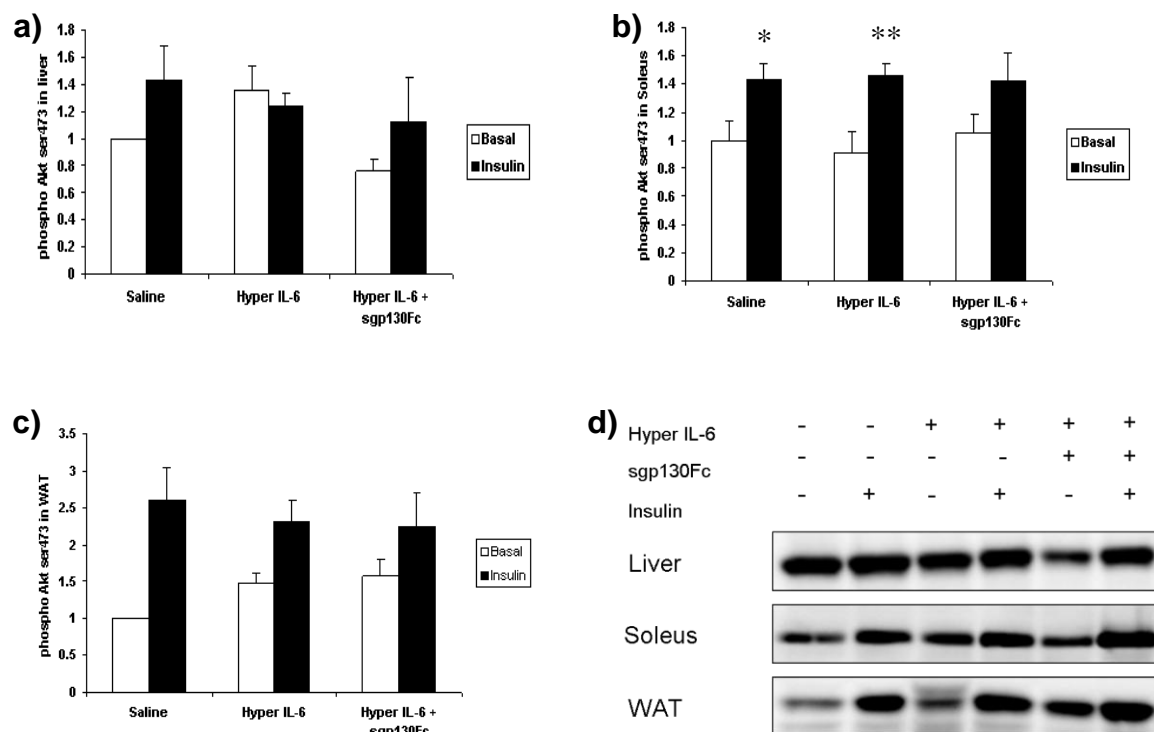 a)
phospho Akt ser473 in liver
1.8
1.6
1.4
1.2
1
0.8
0.6
0.4
0.2
0
Saline
Hyper IL-6
Hyper IL-6 +
sgp130Fc
Basal
Insulin
b)
phospho Akt ser473 in Soleus
1.8
1.6
1.4
1.2
1
0.8
0.6
0.4
0.2
0
* **
Saline
Hyper IL-6
Hyper IL-6 +
sgp130Fc
Basal
Insulin
c)
phospho Akt ser473 in WAT
3.5
3
2.5
2
1.5
1
0.5
0
Saline
Hyper IL-6
Hyper IL-6 +
sgp130Fc
Basal
Insulin
d)
Hyper IL-6 - - + + + +
sgp130Fc - - - - + +
Insulin - + - + - +
Liver
Soleus
WAT